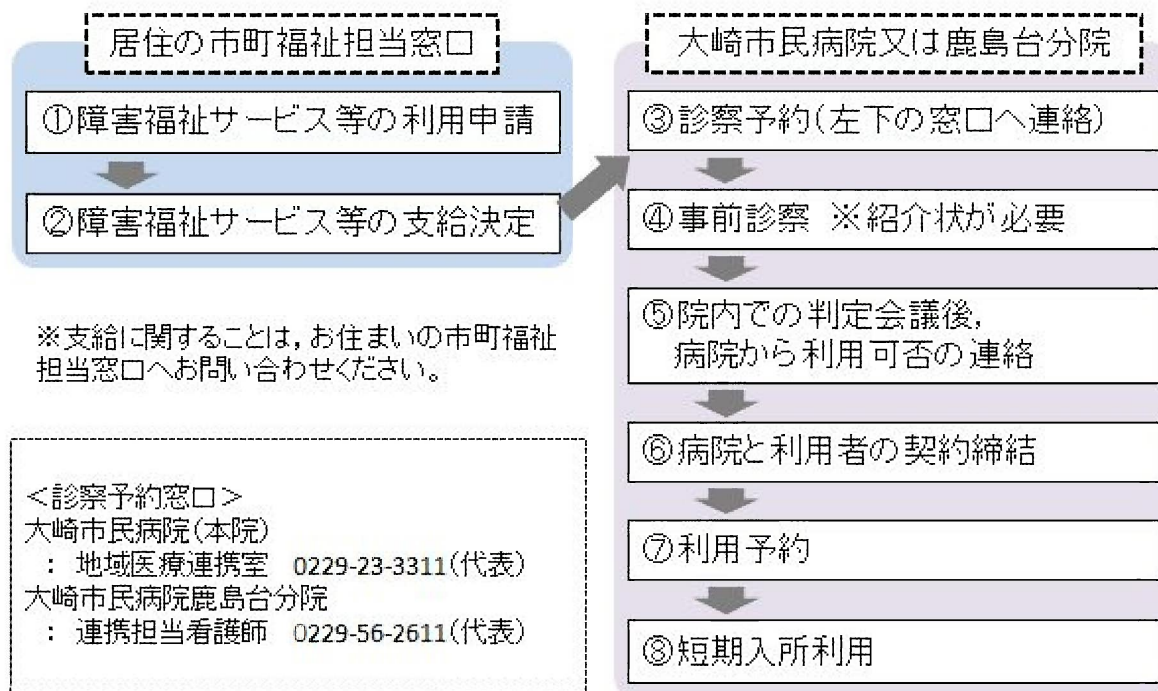 居住の市町福祉担当窓口
①障害福祉サービス等の利用申請
②障害福祉サービス等の支給決定
※支給に関することは,お住まいの市町福祉
担当窓口へお問い合わせください。
<診察予約窓口>
大崎市民病院(本院)
: 地域医療連携室 0229-23-3311(代表)
大崎市民病院鹿島台分院
: 連携担当看護師 0229-56-2611(代表)
大崎市民病院又は鹿島台分院
③診察予約(左下の窓口へ連絡)
④事前診察 ※紹介状が必要
⑤院内での判定会議後,
病院から利用可否の連絡
⑥病院と利用者の契約締結
⑦利用予約
⑧短期入所利用